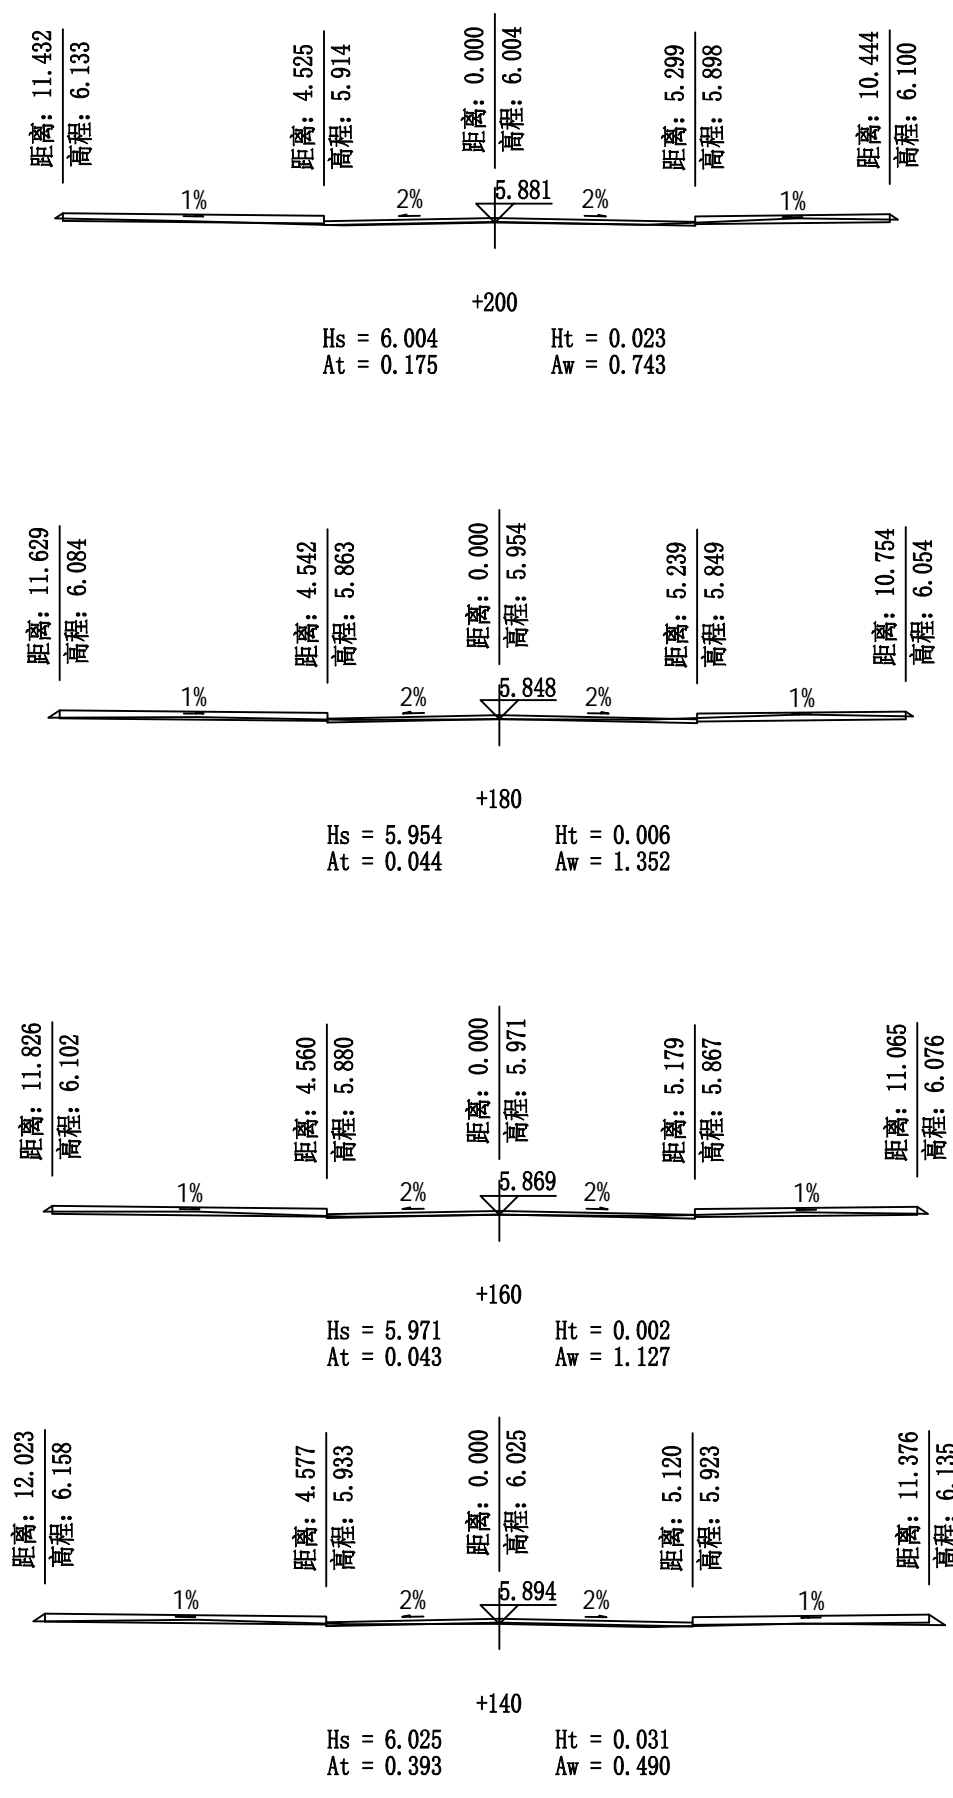 距离: 11.432
高程: 6.133
距离: 4.525
高程: 5.914
距离: 0.000
高程: 6.004
距离: 5.299
高程: 5.898
距离: 10.444
高程: 6.100
1%
2%
5.881
2%
1%
+200
Hs = 6.004
Ht = 0.023
At = 0.175
Aw = 0.743
距离: 11.629
高程: 6.084
距离: 4.542
高程: 5.863
距离: 0.000
高程: 5.954
距离: 5.239
高程: 5.849
距离: 10.754
高程: 6.054
1%
2%
5.848
2%
1%
+180
Hs = 5.954
Ht = 0.006
At = 0.044
Aw = 1.352
距离: 11.826
高程: 6.102
距离: 4.560
高程: 5.880
距离: 0.000
高程: 5.971
距离: 5.179
高程: 5.867
距离: 11.065
高程: 6.076
1%
2%
5.869
2%
1%
+160
Hs = 5.971
Ht = 0.002
At = 0.043
Aw = 1.127
距离: 12.023
高程: 6.158
距离: 4.577
高程: 5.933
距离: 0.000
高程: 6.025
距离: 5.120
高程: 5.923
距离: 11.376
高程: 6.135
1%
2%
5.894
2%
1%
+140
Hs = 6.025
Ht = 0.031
At = 0.393
Aw = 0.490